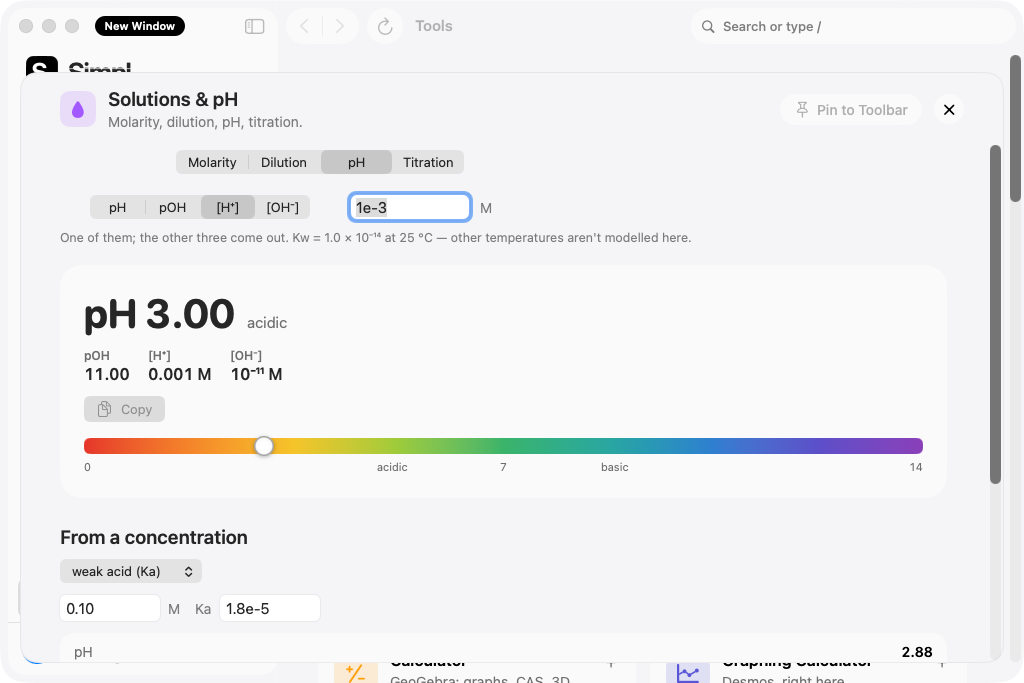 New Window
Tools
Search or type /
Simpl
Solutions & pH
Molarity, dilution, pH, titration.
Pin to Toolbar
Molarity Dilution pH Titration
pH pOH [H⁺] [OH⁻] 1e-3 M
One of them; the other three come out. Kw = 1.0 × 10⁻¹⁴ at 25 °C — other temperatures aren't modelled here.
pH 3.00 acidic
pOH [H⁺] [OH⁻]
11.00 0.001 M 10⁻¹¹ M
Copy
0 acidic 7 basic 14
From a concentration
weak acid (Ka)
0.10 M Ka 1.8e-5
pH 2.88
Calculator Graphing Calculator
GeoGebra: graphs, CAS, 3D Desmos, right here